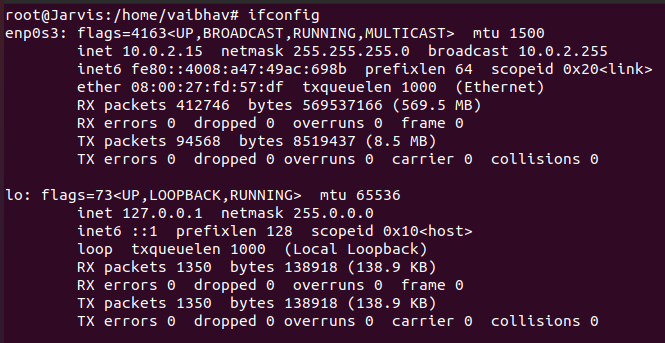 root@Jarvis:/home/vaibhav# ifconfig
enp0s3: flags=4163<UP,BROADCAST,RUNNING,MULTICAST>  mtu 1500
        inet 10.0.2.15  netmask 255.255.255.0  broadcast 10.0.2.255
        inet6 fe80::4008:a47:49ac:698b  prefixlen 64  scopeid 0x20<link>
        ether 08:00:27:fd:57:df  txqueuelen 1000  (Ethernet)
        RX packets 412746  bytes 569537166 (569.5 MB)
        RX errors 0  dropped 0  overruns 0  frame 0
        TX packets 94568  bytes 8519437 (8.5 MB)
        TX errors 0  dropped 0 overruns 0  carrier 0  collisions 0

lo: flags=73<UP,LOOPBACK,RUNNING>  mtu 65536
        inet 127.0.0.1  netmask 255.0.0.0
        inet6 ::1  prefixlen 128  scopeid 0x10<host>
        loop  txqueuelen 1000  (Local Loopback)
        RX packets 1350  bytes 138918 (138.9 KB)
        RX errors 0  dropped 0  overruns 0  frame 0
        TX packets 1350  bytes 138918 (138.9 KB)
        TX errors 0  dropped 0 overruns 0  carrier 0  collisions 0